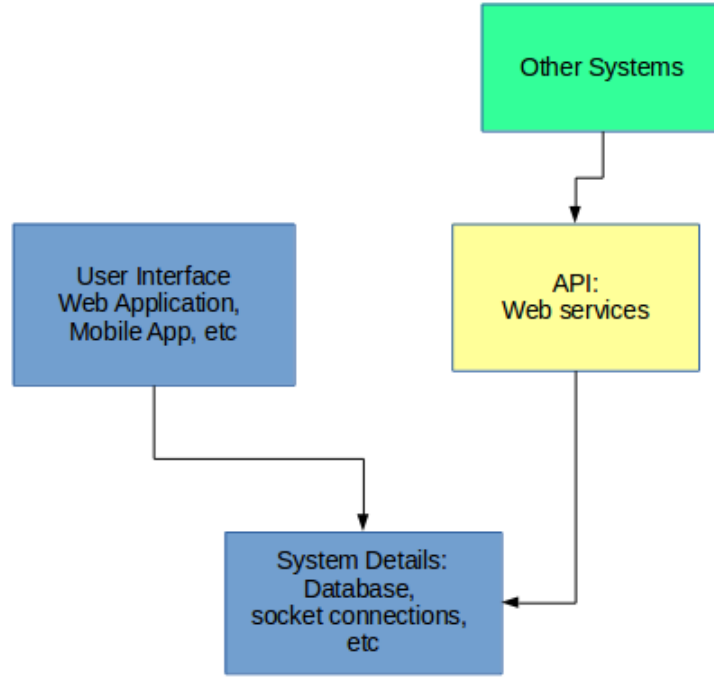 Other Systems
User Interface
Web Application,
Mobile App, etc
API:
Web services
System Details:
Database,
socket connections,
etc